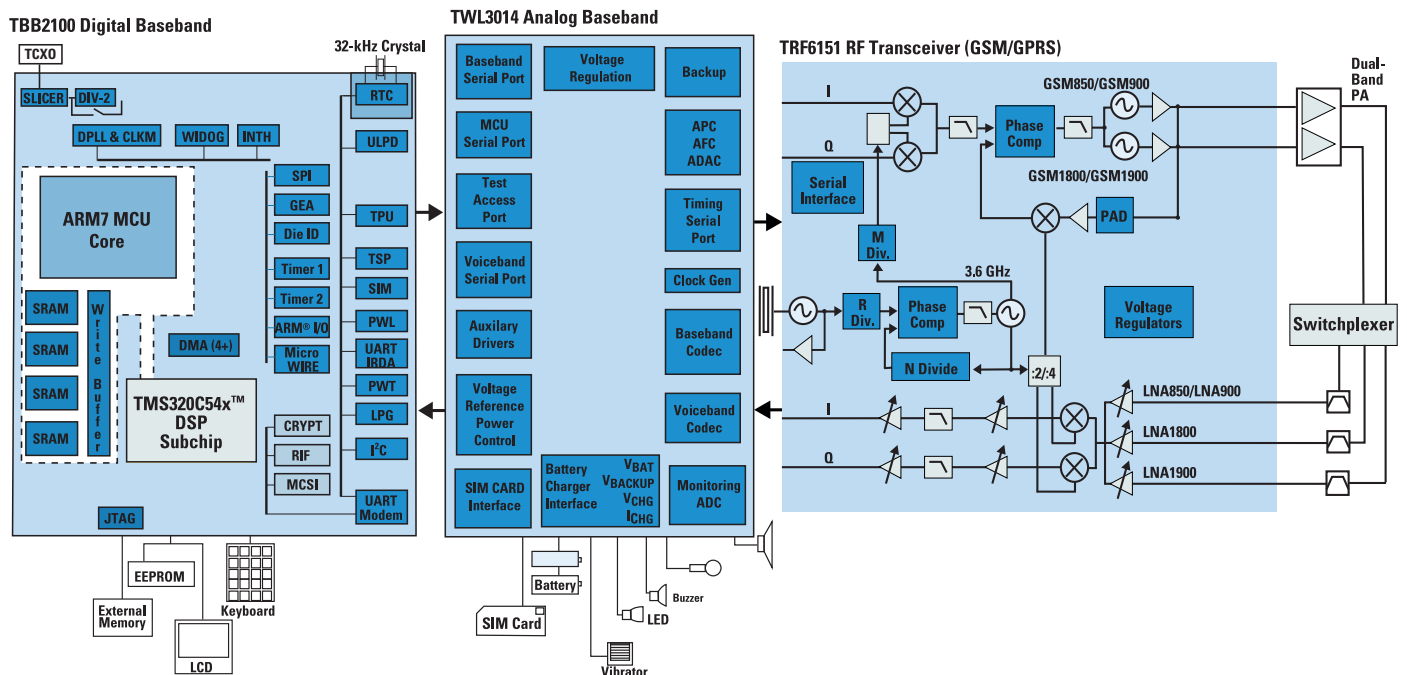 TBB2100 Digital Baseband
TCXO
32-kHz Crystal
SLICER
DIV-2
RTC
DPLL & CLKM
WIDOG
INTH
ULPD
SPI
GEA
Die ID
Timer 1
Timer 2
ARM® I/O
Micro
WIRE
TPU
TSP
SIM
PWL
UART
IRDA
PWT
LPG
I²C
UART
Modem
ARM7 MCU
Core
SRAM
SRAM
SRAM
SRAM
Write Buffer
DMA (4+)
TMS320C54x™
DSP
Subchip
CRYPT
RIF
MCSI
JTAG
External
Memory
EEPROM
LCD
Keyboard
TWL3014 Analog Baseband
Baseband
Serial Port
Voltage
Regulation
Backup
MCU
Serial Port
APC
AFC
ADAC
Test
Access
Port
Timing
Serial
Port
Voiceband
Serial Port
Clock Gen
Auxilary
Drivers
Baseband
Codec
Voltage
Reference
Power
Control
Voiceband
Codec
SIM CARD
Interface
Battery
Charger
Interface
VBAT
VBACKUP
VCHG
ICHG
Monitoring
ADC
SIM Card
Battery
Vibrator
LED
Buzzer
TRF6151 RF Transceiver (GSM/GPRS)
I
Q
Serial
Interface
M
Div.
Phase
Comp
GSM850/GSM900
GSM1800/GSM1900
PAD
3.6 GHz
R
Div.
Phase
Comp
N Divide
:2/:4
Voltage
Regulators
I
Q
LNA850/LNA900
LNA1800
LNA1900
Dual-
Band
PA
Switchplexer